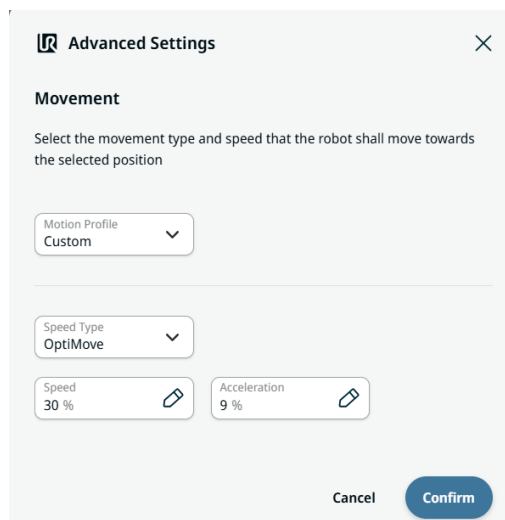 UR Advanced Settings
Movement
Select the movement type and speed that the robot shall move towards
the selected position
Motion Profile
Custom
Speed Type
OptiMove
Speed
30 %
Acceleration
9 %
Cancel
Confirm